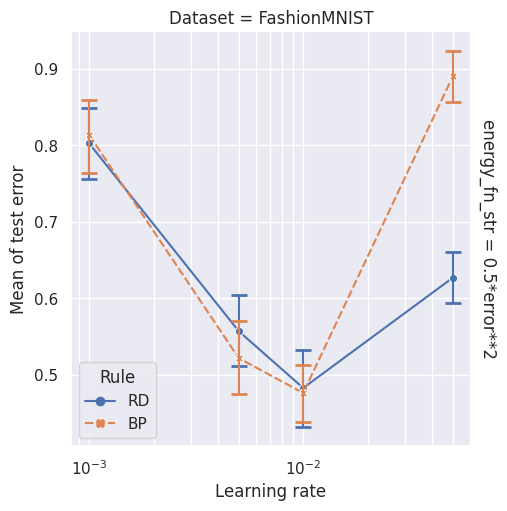 Dataset = FashionMNIST
0.9
0.8
0.7
0.6
0.5
Mean of test error
Rule
RD
BP
10⁻³
10⁻²
Learning rate
energy_fn_str = 0.5*error**2